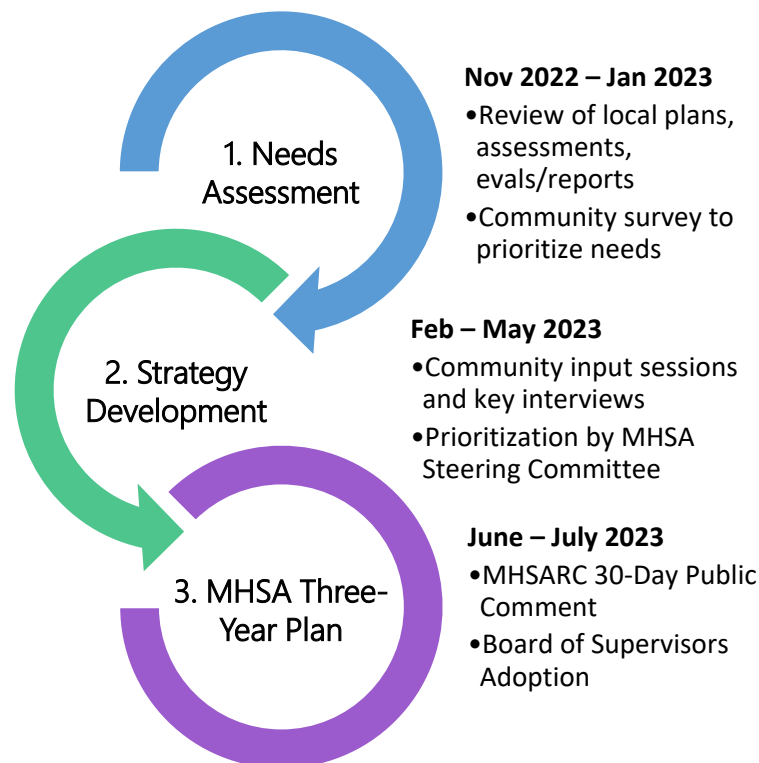 1. Needs
Assessment
Nov 2022 – Jan 2023
•Review of local plans,
assessments,
evals/reports
•Community survey to
prioritize needs
2. Strategy
Development
Feb – May 2023
•Community input sessions
and key interviews
•Prioritization by MHSA
Steering Committee
3. MHSA Three-
Year Plan
June – July 2023
•MHSARC 30-Day Public
Comment
•Board of Supervisors
Adoption